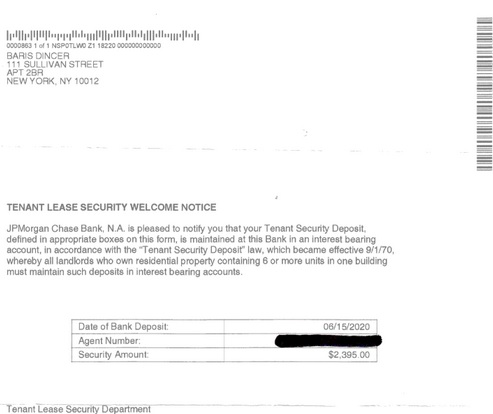 0000863 1 of 1 NSP0TLW0 Z1 18220 000000000000
BARIS DINCER
111 SULLIVAN STREET
APT 2BR
NEW YORK, NY 10012
TENANT LEASE SECURITY WELCOME NOTICE
JPMorgan Chase Bank, N.A. is pleased to notify you that your Tenant Security Deposit,
defined in appropriate boxes on this form, is maintained at this Bank in an interest bearing
account, in accordance with the "Tenant Security Deposit" law, which became effective 9/1/70,
whereby all landlords who own residential property containing 6 or more units in one building
must maintain such deposits in interest bearing accounts.
Date of Bank Deposit: 06/15/2020
Agent Number:
Security Amount: $2,395.00
Tenant Lease Security Department